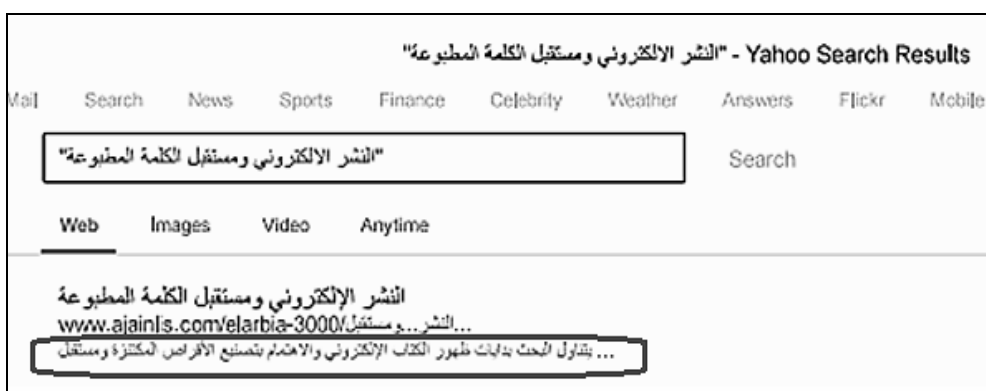 "النشر الالكتروني ومستقبل الكلمة المطبوعة" - Yahoo Search Results
Mail Search News Sports Finance Celebrity Weather Answers Flickr Mobile
"النشر الالكتروني ومستقبل الكلمة المطبوعة" Search
Web Images Video Anytime
النشر الإلكتروني ومستقبل الكلمة المطبوعة
www.ajainlis.com/elarbia-3000/النشر...ومستقبل...
... يتناول البحث بدايات ظهور الكتاب الإلكتروني والاهتمام بتصنيع الأقراص المكتنزة ومستقبل